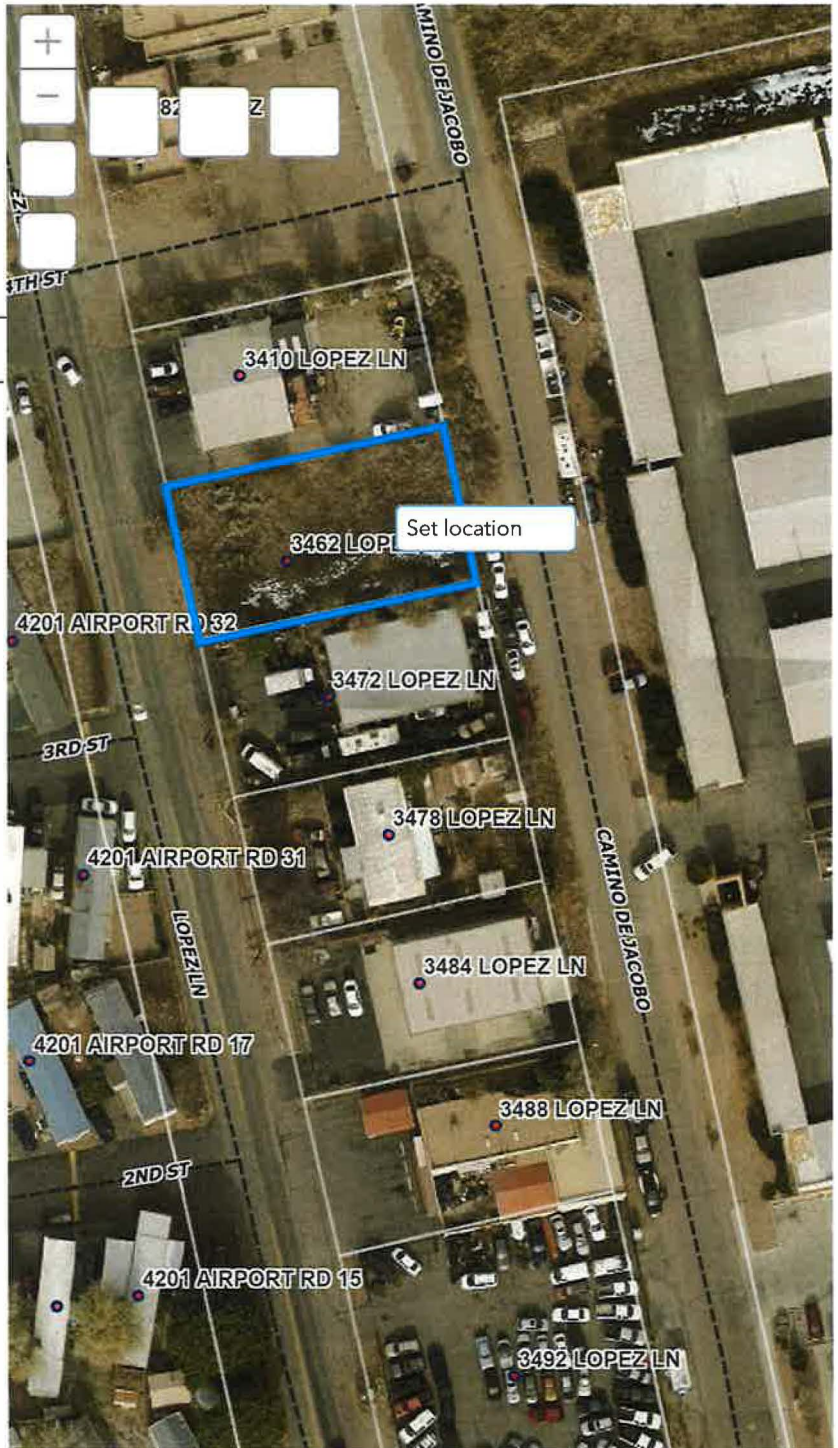 +
CAMINO DE JACOBO
−
3410 LOPEZ LN
Set location
3462
4201 AIRPORT RD 32
3472 LOPEZ LN
3RD ST
3478 LOPEZ LN
4201 AIRPORT RD 31
CAMINO DE JACOBO
LOPEZ LN
3484 LOPEZ LN
4201 AIRPORT RD 17
3488 LOPEZ LN
2ND ST
4201 AIRPORT RD 15
3492 LOPEZ LN